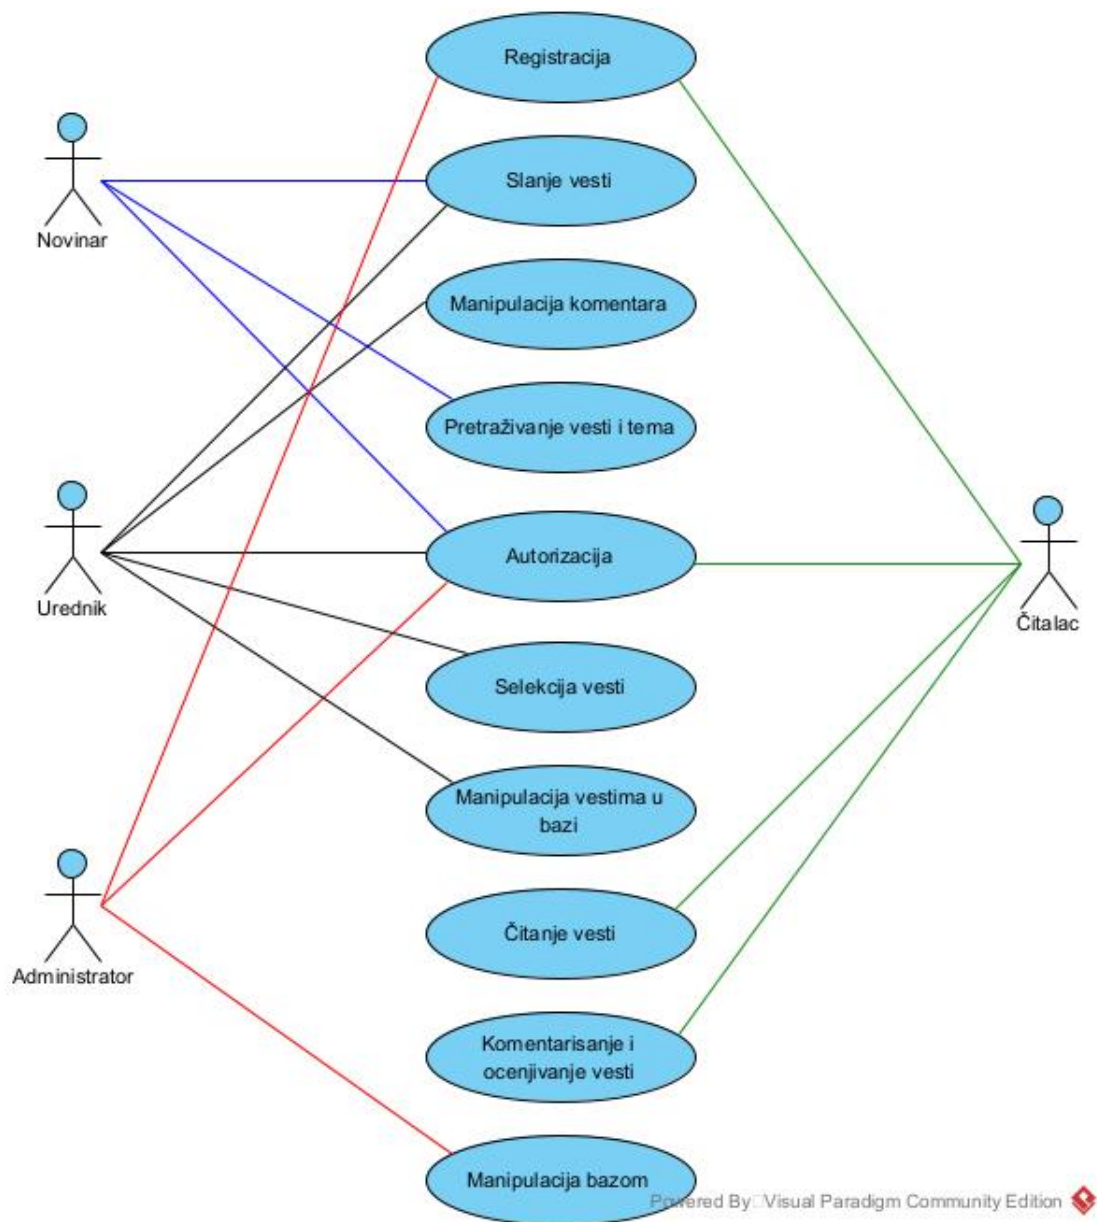 Registracija
Slanje vesti
Novinar
Manipulacija komentara
Pretraživanje vesti i tema
Autorizacija
Urednik
Čitalac
Selekcija vesti
Manipulacija vestima u
bazi
Čitanje vesti
Administrator
Komentarisanje i
ocenjivanje vesti
Manipulacija bazom
Powered By Visual Paradigm Community Edition